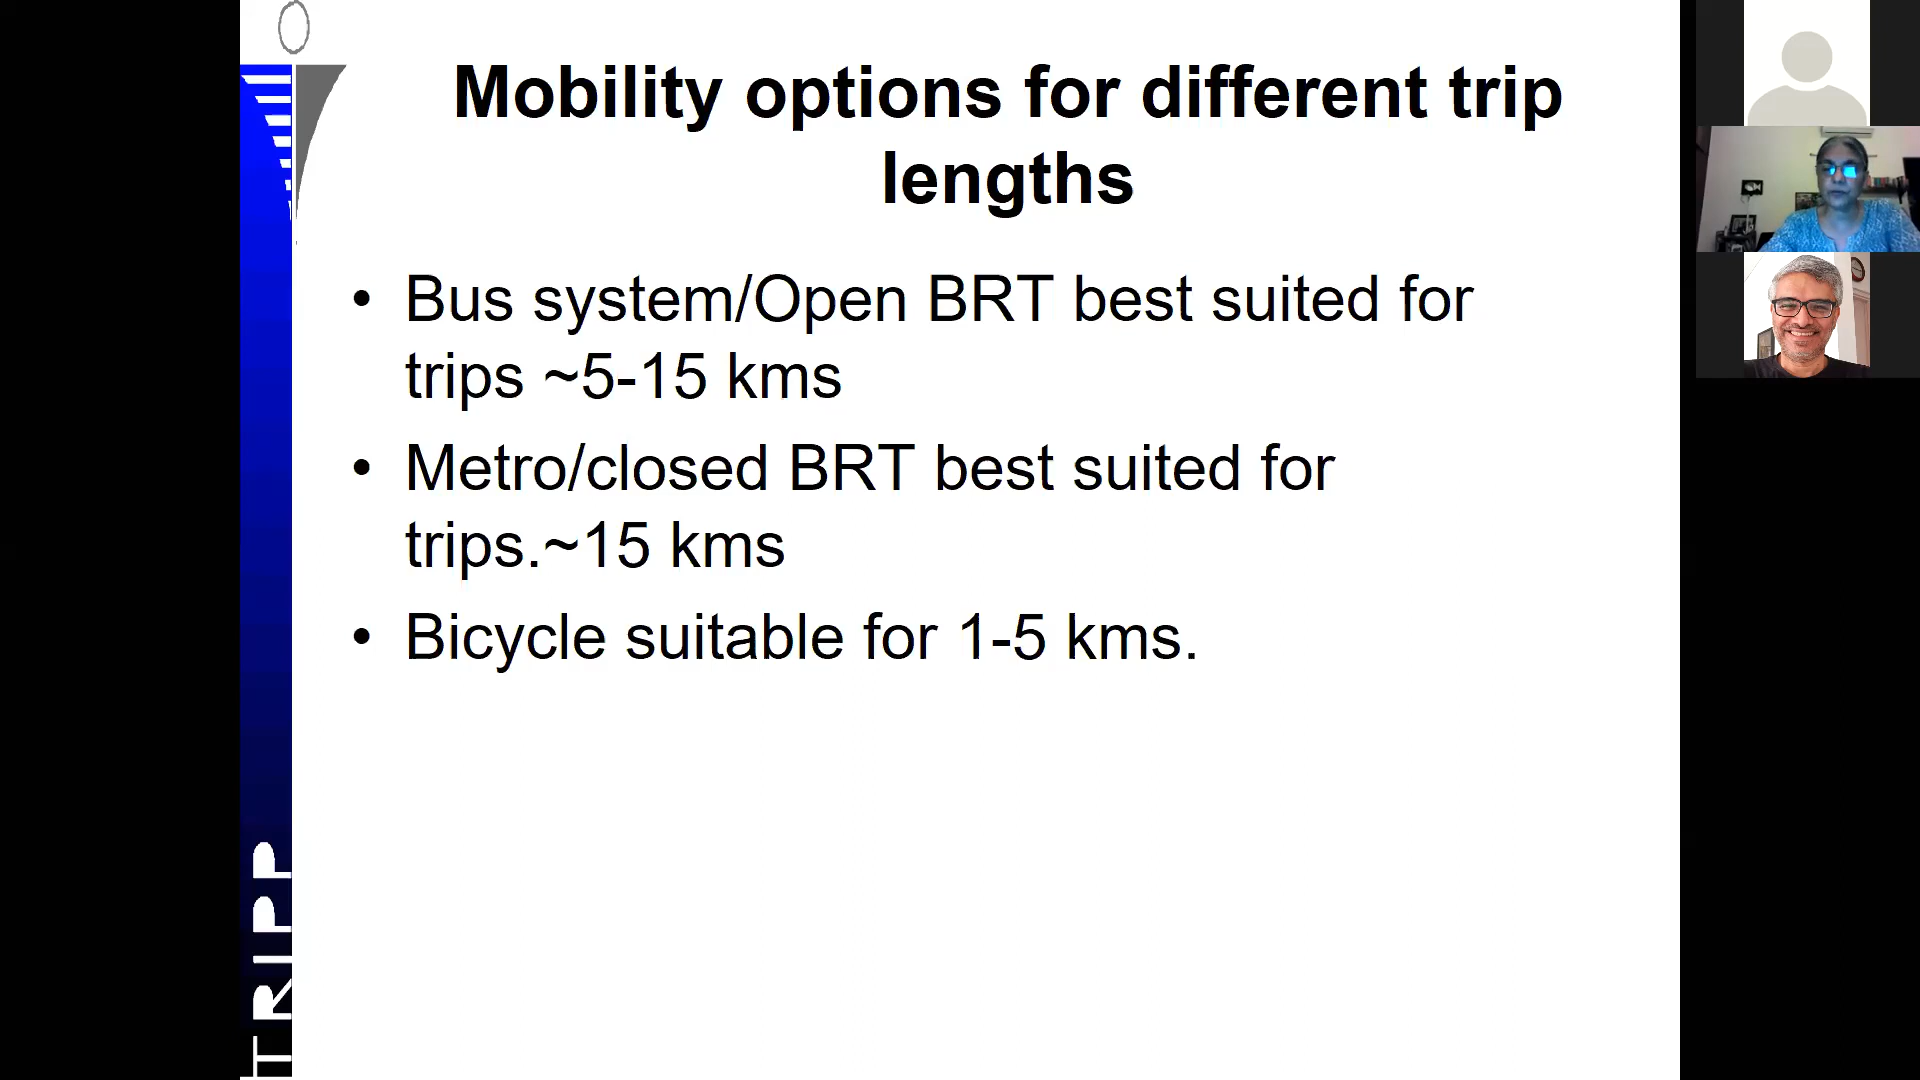 Mobility options for different trip
lengths
• Bus system/Open BRT best suited for
trips ~5-15 kms
• Metro/closed BRT best suited for
trips.~15 kms
• Bicycle suitable for 1-5 kms.
TRIPP